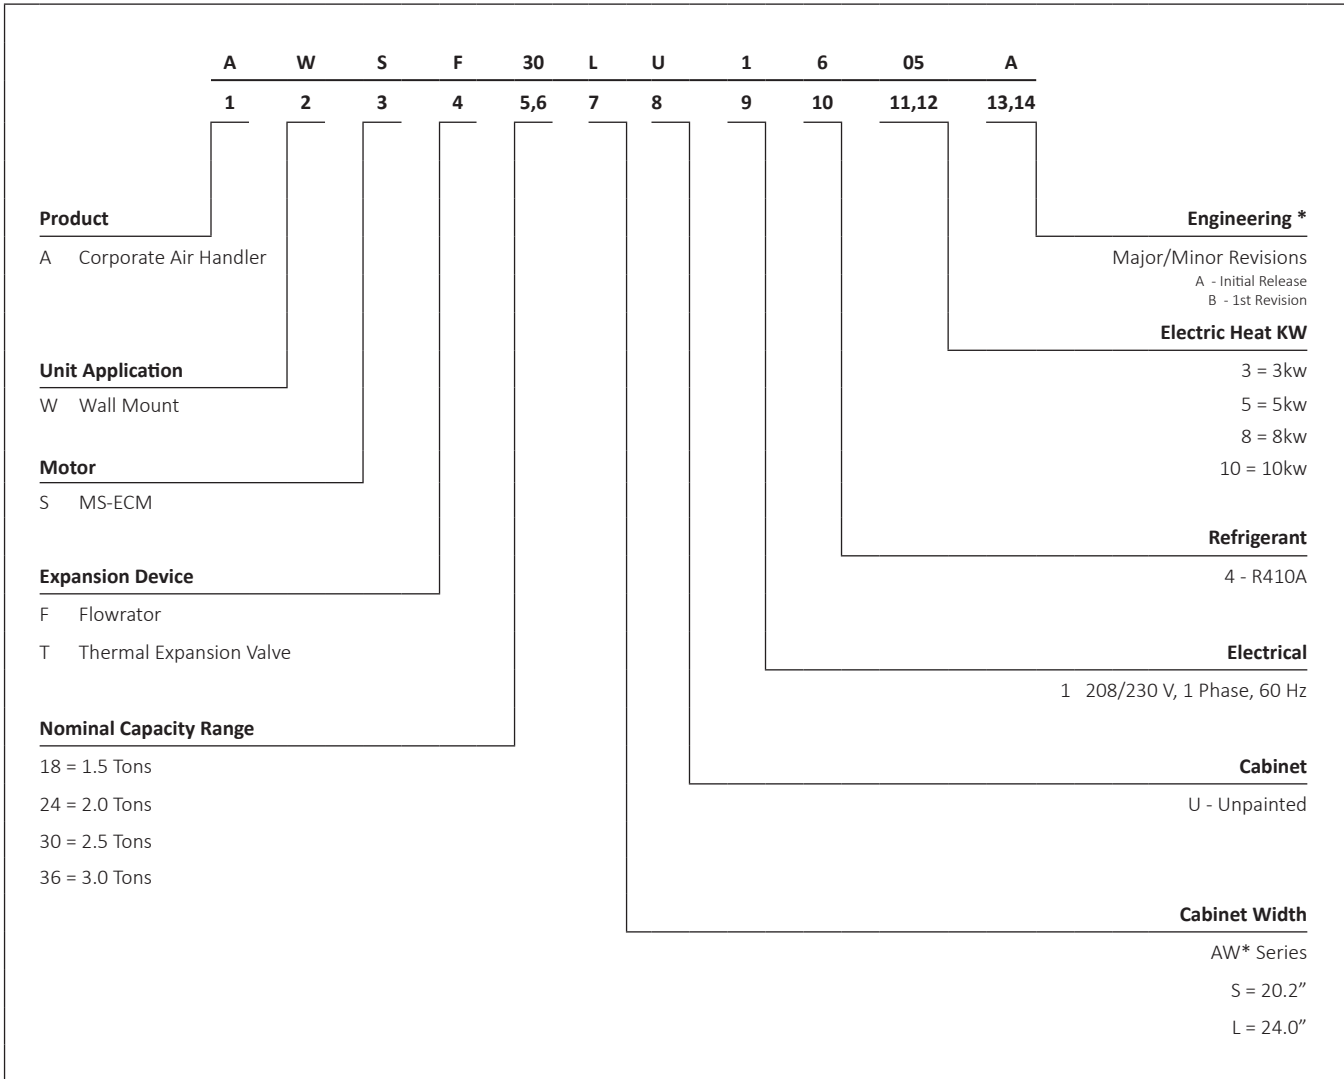 A W S F 30 L U 1 6 05 A
1 2 3 4 5,6 7 8 9 10 11,12 13,14
Product
A Corporate Air Handler
Unit Application
W Wall Mount
Motor
S MS-ECM
Expansion Device
F Flowrator
T Thermal Expansion Valve
Nominal Capacity Range
18 = 1.5 Tons
24 = 2.0 Tons
30 = 2.5 Tons
36 = 3.0 Tons
Engineering *
Major/Minor Revisions
A - Initial Release
B - 1st Revision
Electric Heat KW
3 = 3kw
5 = 5kw
8 = 8kw
10 = 10kw
Refrigerant
4 - R410A
Electrical
1 208/230 V, 1 Phase, 60 Hz
Cabinet
U - Unpainted
Cabinet Width
AW* Series
S = 20.2”
L = 24.0”